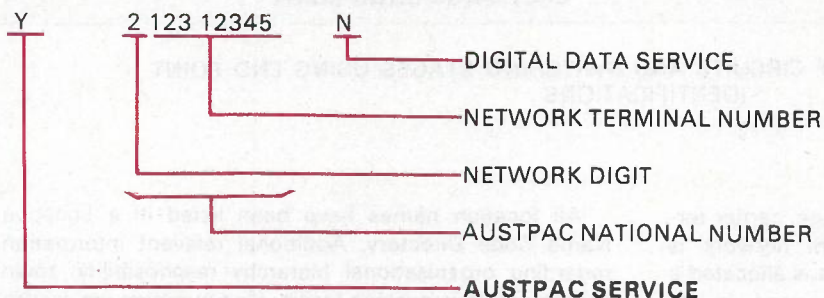 Y 2 123 12345 N
DIGITAL DATA SERVICE
NETWORK TERMINAL NUMBER
NETWORK DIGIT
AUSTPAC NATIONAL NUMBER
AUSTPAC SERVICE